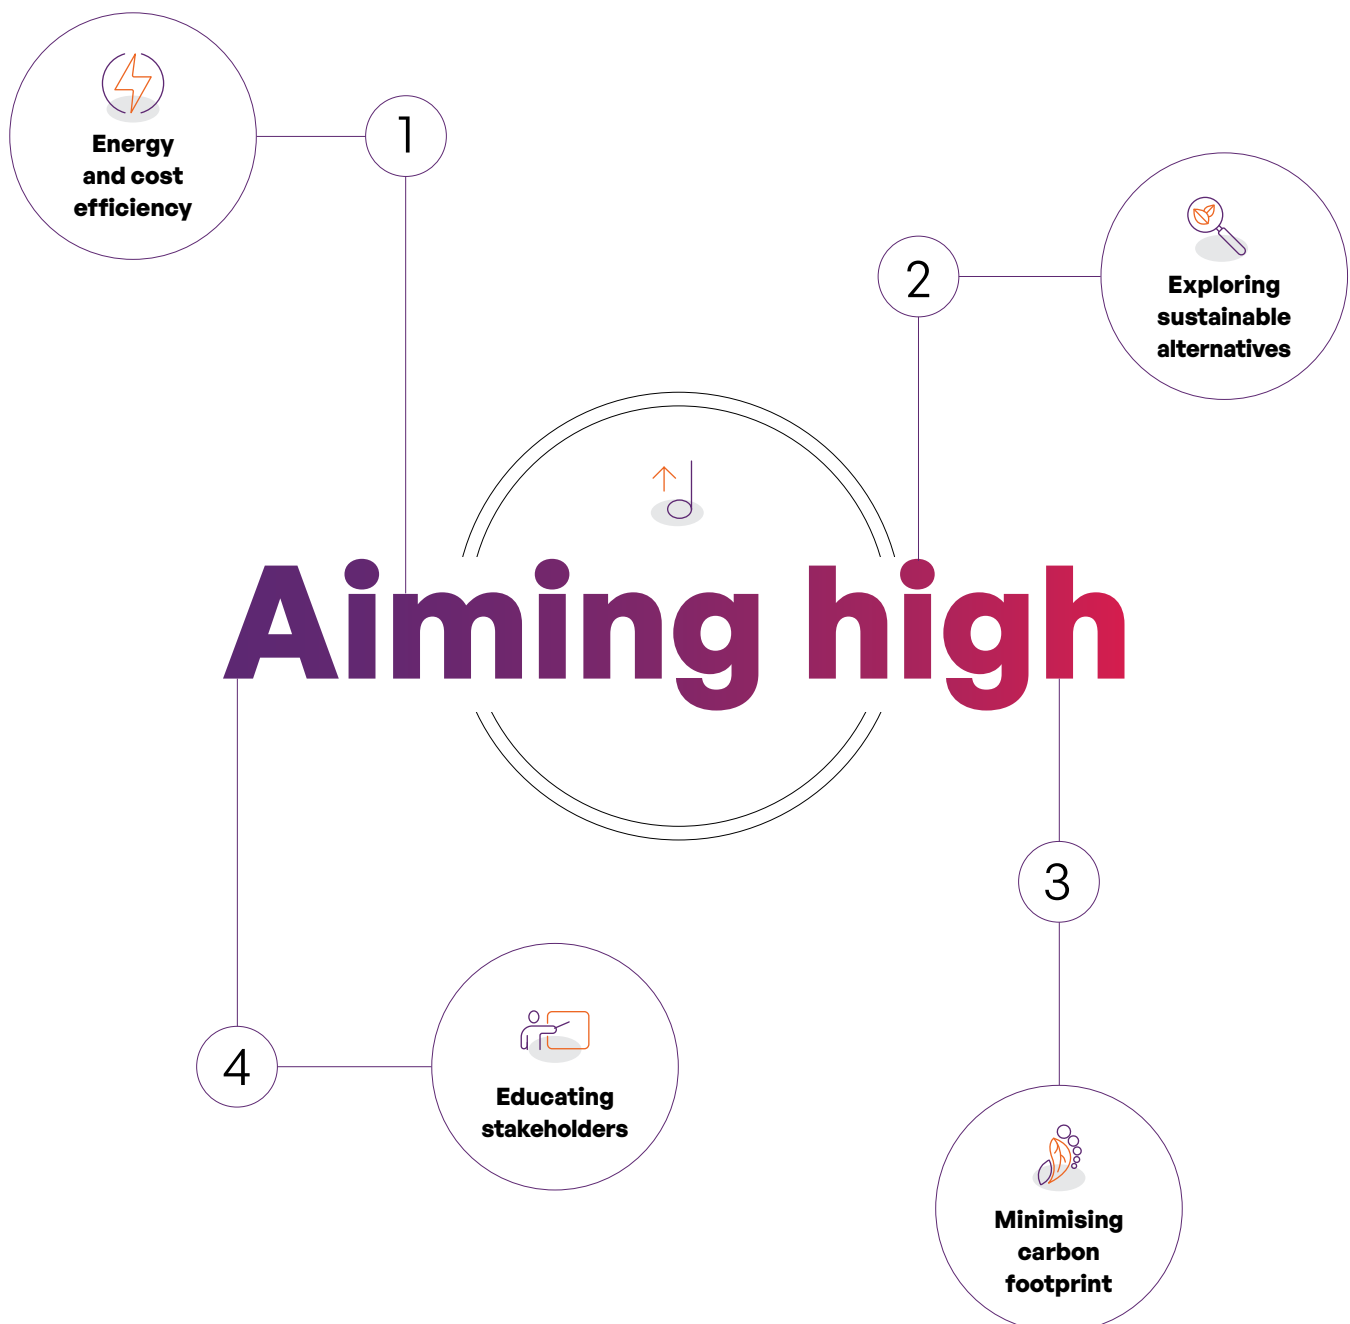 1
Energy
and cost
efficiency
2
Exploring
sustainable
alternatives
Aiming high
3
Minimising
carbon
footprint
4
Educating
stakeholders